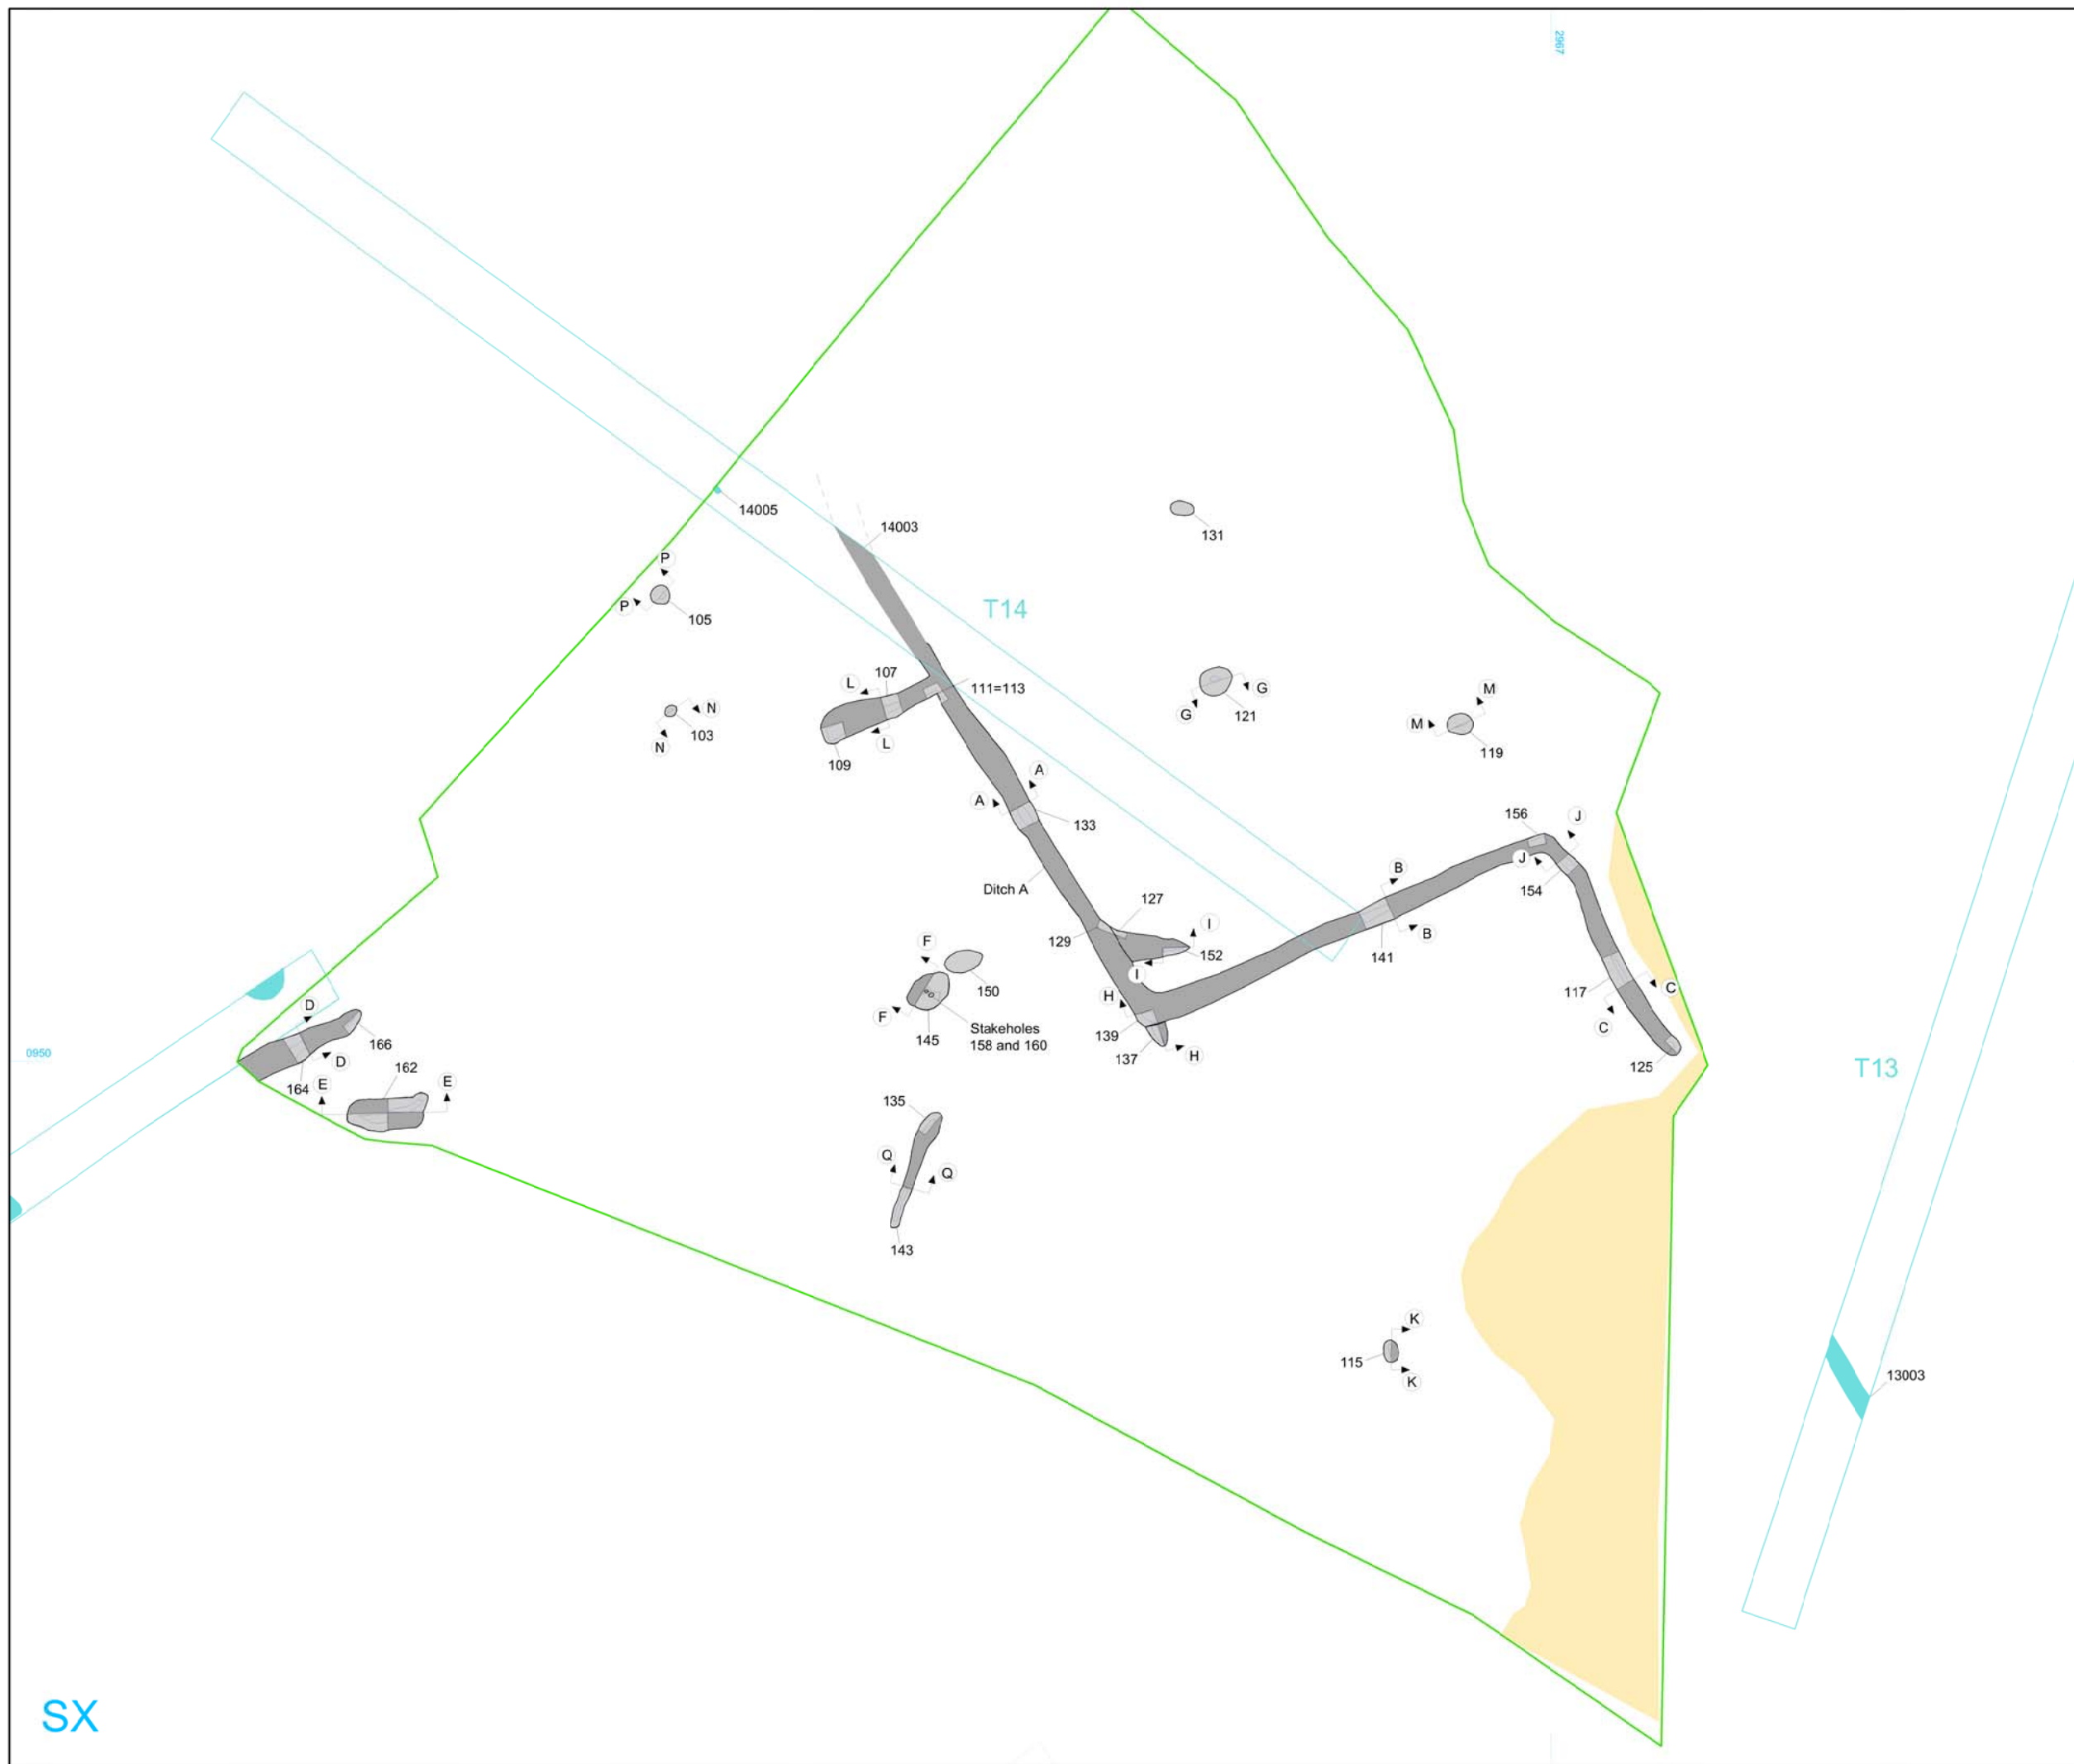 2967
14005
14003
131
P
T14
P
105
107
L
111=113
M
G
N
G
121
M
103
119
L
N
109
A
A
156
J
133
J
B
154
Ditch A
127
I
B
F
129
152
141
I
150
117
C
D
H
F
C
Stakeholes
158 and 160
139
145
166
0950
H
137
D
125
T13
162
164
E
E
135
Q
Q
143
K
115
13003
K
SX